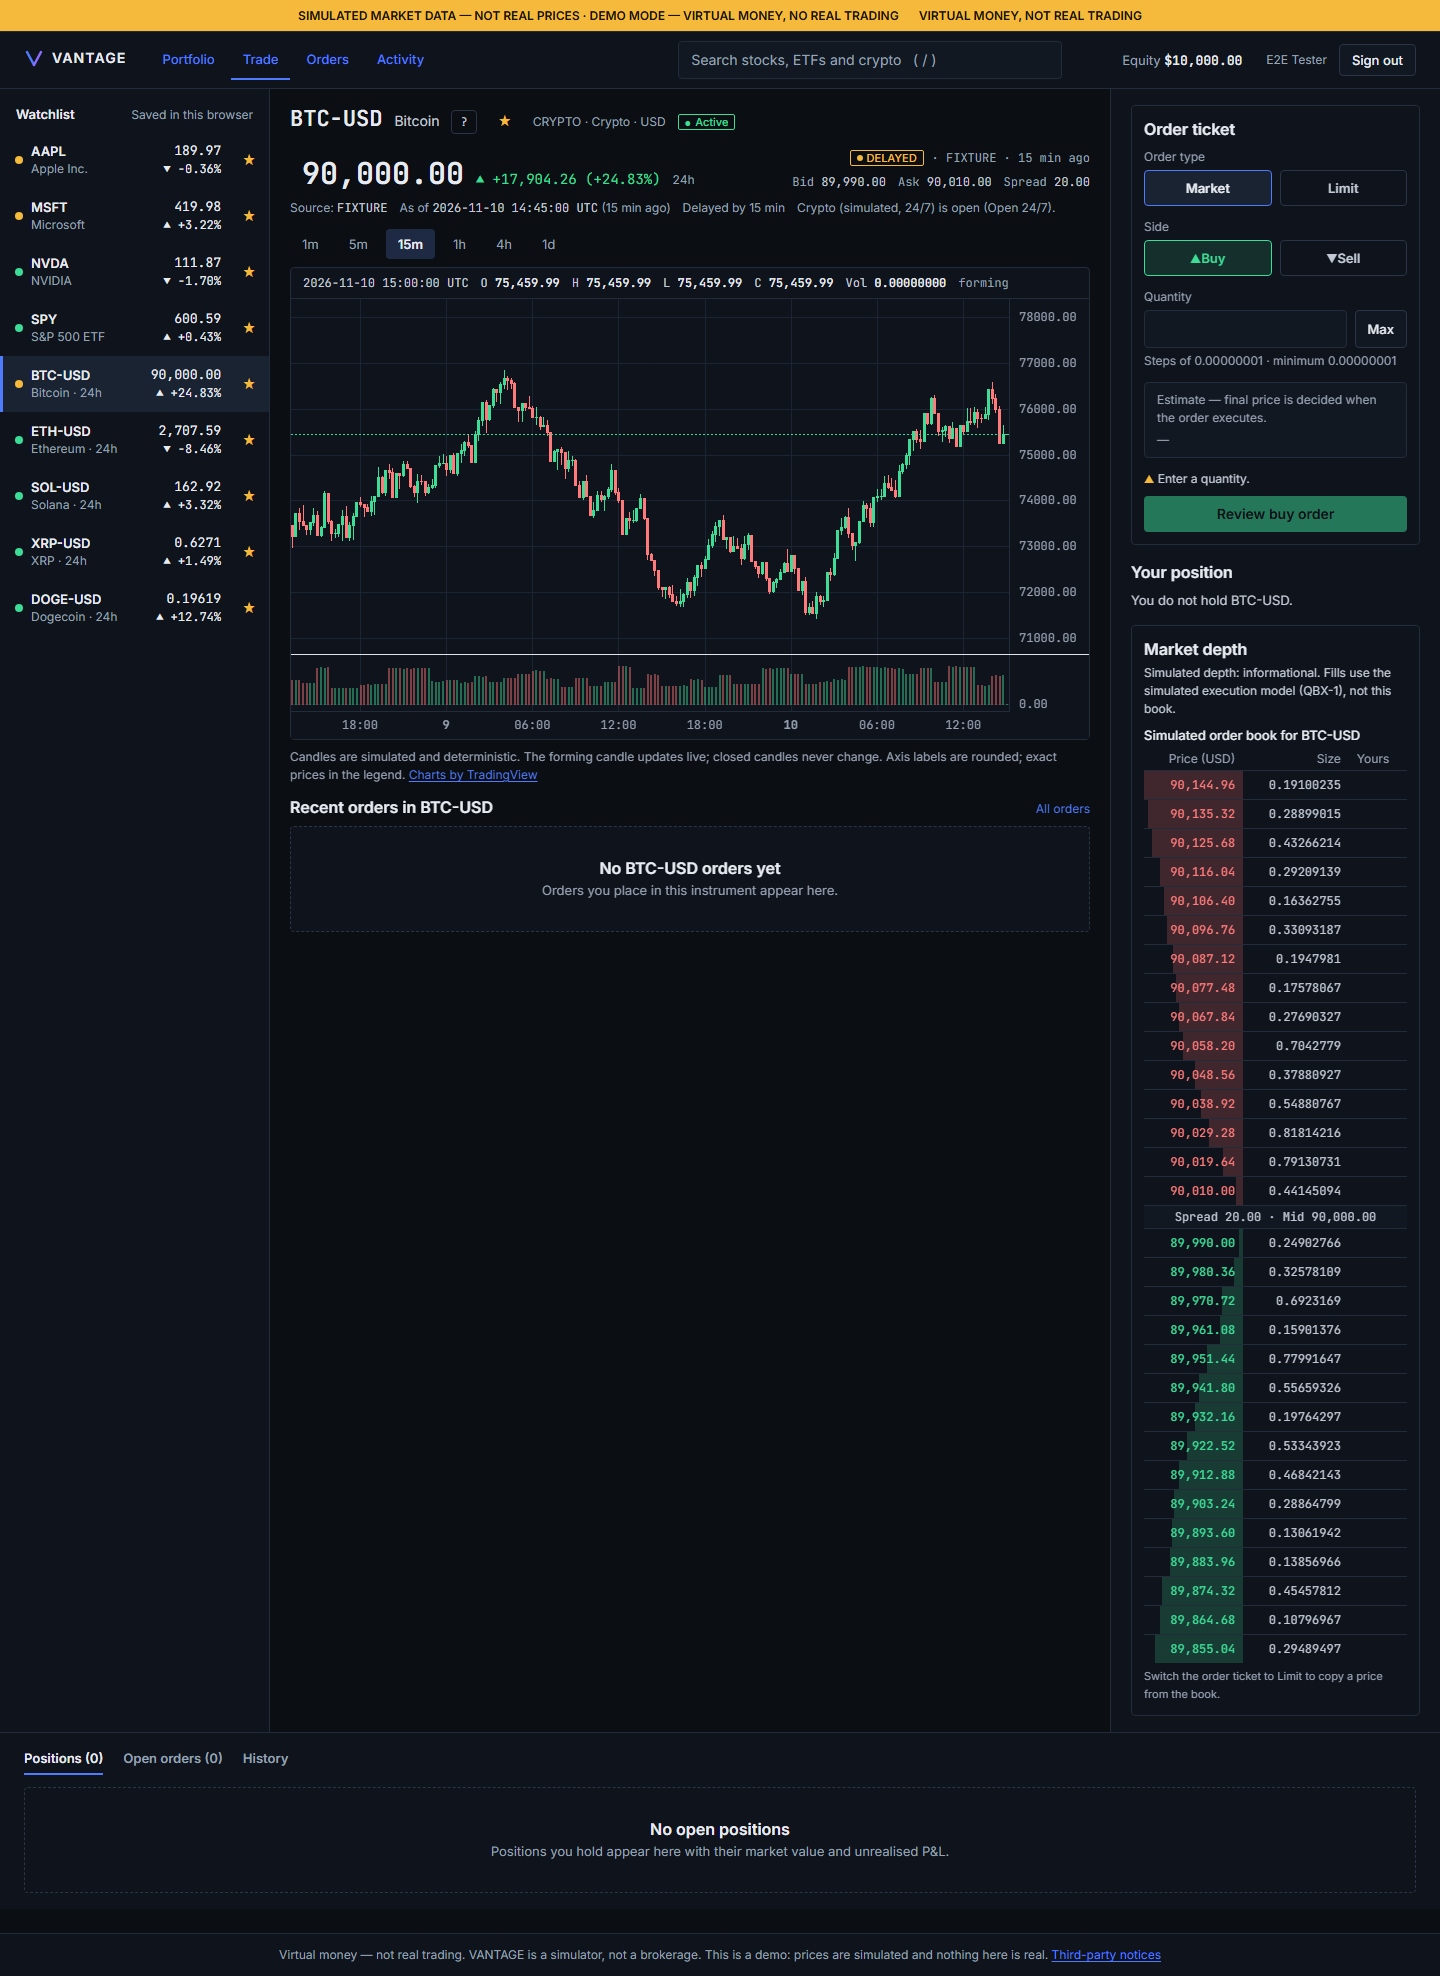 SIMULATED MARKET DATA — NOT REAL PRICES · DEMO MODE — VIRTUAL MONEY, NO REAL TRADING VIRTUAL MONEY, NOT REAL TRADING
VANTAGE Portfolio Trade Orders Activity Search stocks, ETFs and crypto ( / ) Equity $10,000.00 E2E Tester Sign out
Watchlist Saved in this browser
AAPL 189.97 ★
Apple Inc. ▼ -0.36%
MSFT 419.98 ★
Microsoft ▲ +3.22%
NVDA 111.87 ★
NVIDIA ▼ -1.70%
SPY 600.59 ★
S&P 500 ETF ▲ +0.43%
BTC-USD 90,000.00 ★
Bitcoin · 24h ▲ +24.83%
ETH-USD 2,707.59 ★
Ethereum · 24h ▼ -8.46%
SOL-USD 162.92 ★
Solana · 24h ▲ +3.32%
XRP-USD 0.6271 ★
XRP · 24h ▲ +1.49%
DOGE-USD 0.19619 ★
Dogecoin · 24h ▲ +12.74%
BTC-USD Bitcoin ? ★ CRYPTO · Crypto · USD ● Active
90,000.00 ▲ +17,904.26 (+24.83%) 24h
● DELAYED · FIXTURE · 15 min ago
Bid 89,990.00 Ask 90,010.00 Spread 20.00
Source: FIXTURE As of 2026-11-10 14:45:00 UTC (15 min ago) Delayed by 15 min Crypto (simulated, 24/7) is open (Open 24/7).
1m 5m 15m 1h 4h 1d
2026-11-10 15:00:00 UTC O 75,459.99 H 75,459.99 L 75,459.99 C 75,459.99 Vol 0.00000000 forming
78000.00
77000.00
76000.00
75000.00
74000.00
73000.00
72000.00
71000.00
0.00
18:00 9 06:00 12:00 18:00 10 06:00 12:00
Candles are simulated and deterministic. The forming candle updates live; closed candles never change. Axis labels are rounded; exact
prices in the legend. Charts by TradingView
Recent orders in BTC-USD All orders
No BTC-USD orders yet
Orders you place in this instrument appear here.
Order ticket
Order type
Market Limit
Side
▲Buy ▼Sell
Quantity
Max
Steps of 0.00000001 · minimum 0.00000001
Estimate — final price is decided when
the order executes.
—
▲ Enter a quantity.
Review buy order
Your position
You do not hold BTC-USD.
Market depth
Simulated depth: informational. Fills use the
simulated execution model (QBX-1), not this
book.
Simulated order book for BTC-USD
Price (USD) Size Yours
90,144.96 0.19100235
90,135.32 0.28899015
90,125.68 0.43266214
90,116.04 0.29209139
90,106.40 0.16362755
90,096.76 0.33093187
90,087.12 0.1947981
90,077.48 0.17578067
90,067.84 0.27690327
90,058.20 0.7042779
90,048.56 0.37880927
90,038.92 0.54880767
90,029.28 0.81814216
90,019.64 0.79130731
90,010.00 0.44145094
Spread 20.00 · Mid 90,000.00
89,990.00 0.24902766
89,980.36 0.32578109
89,970.72 0.6923169
89,961.08 0.15901376
89,951.44 0.77991647
89,941.80 0.55659326
89,932.16 0.19764297
89,922.52 0.53343923
89,912.88 0.46842143
89,903.24 0.28864799
89,893.60 0.13061942
89,883.96 0.13856966
89,874.32 0.45457812
89,864.68 0.10796967
89,855.04 0.29489497
Switch the order ticket to Limit to copy a price
from the book.
Positions (0) Open orders (0) History
No open positions
Positions you hold appear here with their market value and unrealised P&L.
Virtual money — not real trading. VANTAGE is a simulator, not a brokerage. This is a demo: prices are simulated and nothing here is real. Third-party notices